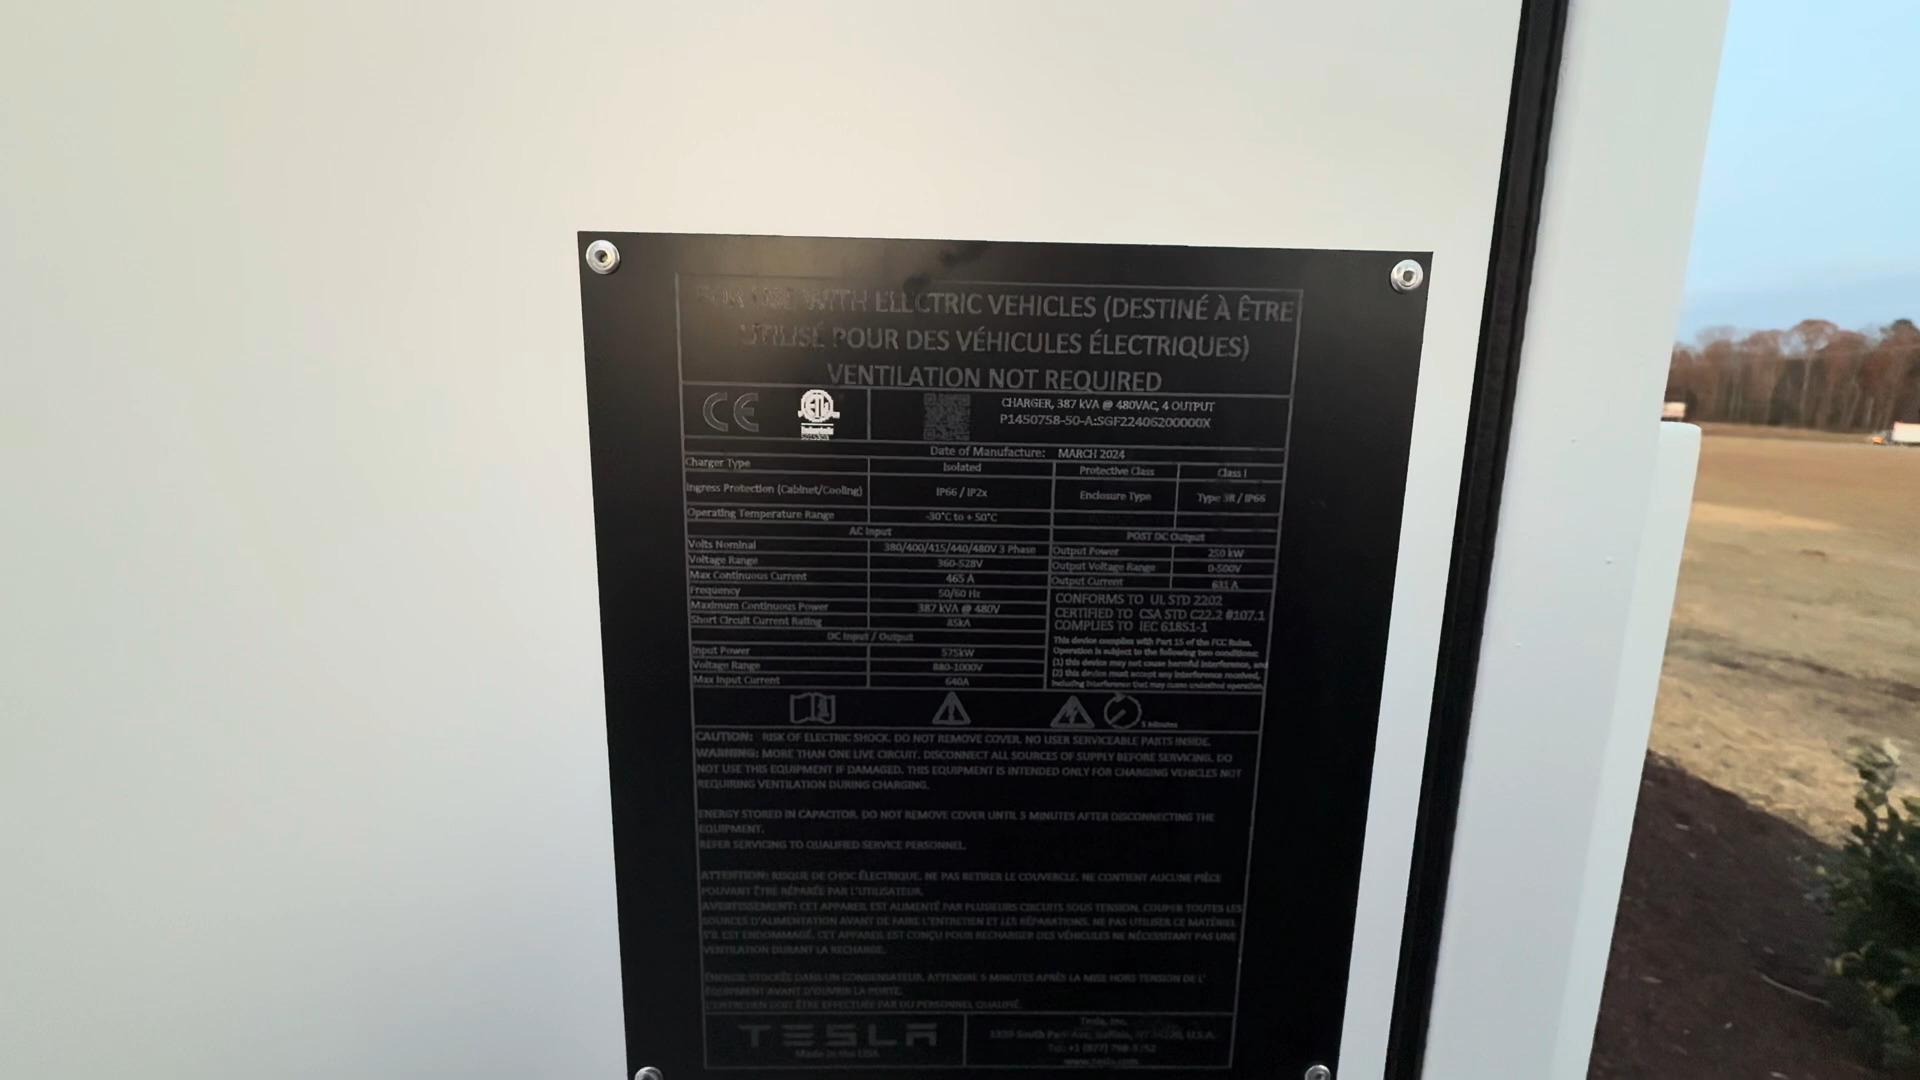 FOR USE WITH ELECTRIC VEHICLES (DESTINÉ À ÊTRE
UTILISÉ POUR DES VÉHICULES ÉLECTRIQUES)
VENTILATION NOT REQUIRED
CE
ETL
Intertek
CHARGER, 387 kVA @ 480VAC, 4 OUTPUT
P1450758-50-A:SGF22406200000X
Date of Manufacture: MARCH 2024
Charger Type Isolated Protective Class Class I
Ingress Protection (Cabinet/Cooling) IP66 / IP2x Enclosure Type Type 3R / IP66
Operating Temperature Range -30°C to + 50°C
AC Input
Volts Nominal 380/400/415/440/480V 3 Phase
Voltage Range 360-528V
Max Continuous Current 465 A
Frequency 50/60 Hz
Maximum Continuous Power 387 kVA @ 480V
Short Circuit Current Rating 85kA
DC Input / Output
Input Power 575kW
Voltage Range 880-1000V
Max Input Current 640A
POST DC Output
Output Power 250 kW
Output Voltage Range 0-500V
Output Current 631 A
CONFORMS TO UL STD 2202
CERTIFIED TO CSA STD C22.2 #107.1
COMPLIES TO IEC 61851-1
This device complies with Part 15 of the FCC Rules.
Operation is subject to the following two conditions:
(1) this device may not cause harmful interference, and
(2) this device must accept any interference received,
including interference that may cause undesired operation.
5 Minutes
CAUTION: RISK OF ELECTRIC SHOCK. DO NOT REMOVE COVER. NO USER SERVICEABLE PARTS INSIDE.
WARNING: MORE THAN ONE LIVE CIRCUIT. DISCONNECT ALL SOURCES OF SUPPLY BEFORE SERVICING. DO
NOT USE THIS EQUIPMENT IF DAMAGED. THIS EQUIPMENT IS INTENDED ONLY FOR CHARGING VEHICLES NOT
REQUIRING VENTILATION DURING CHARGING.
ENERGY STORED IN CAPACITOR. DO NOT REMOVE COVER UNTIL 5 MINUTES AFTER DISCONNECTING THE
EQUIPMENT.
REFER SERVICING TO QUALIFIED SERVICE PERSONNEL.
ATTENTION: RISQUE DE CHOC ÉLECTRIQUE. NE PAS RETIRER LE COUVERCLE. NE CONTIENT AUCUNE PIÈCE
POUVANT ÊTRE RÉPARÉE PAR L'UTILISATEUR.
AVERTISSEMENT: CET APPAREIL EST ALIMENTÉ PAR PLUSIEURS CIRCUITS SOUS TENSION. COUPER TOUTES LES
SOURCES D'ALIMENTATION AVANT DE FAIRE L'ENTRETIEN ET LES RÉPARATIONS. NE PAS UTILISER CE MATÉRIEL
S'IL EST ENDOMMAGÉ. CET APPAREIL EST CONÇU POUR RECHARGER DES VÉHICULES NE NÉCESSITANT PAS UNE
VENTILATION DURANT LA RECHARGE.
ÉNERGIE STOCKÉE DANS UN CONDENSATEUR. ATTENDRE 5 MINUTES APRÈS LA MISE HORS TENSION DE L'
ÉQUIPMENT AVANT D'OUVRIR LA PORTE.
L'ENTRETIEN DOIT ÊTRE EFFECTUÉE PAR DU PERSONNEL QUALIFIÉ.
TESLA
Made in the USA
Tesla, Inc.
1339 South Park Ave, Buffalo, NY 14220, U.S.A.
www.tesla.com